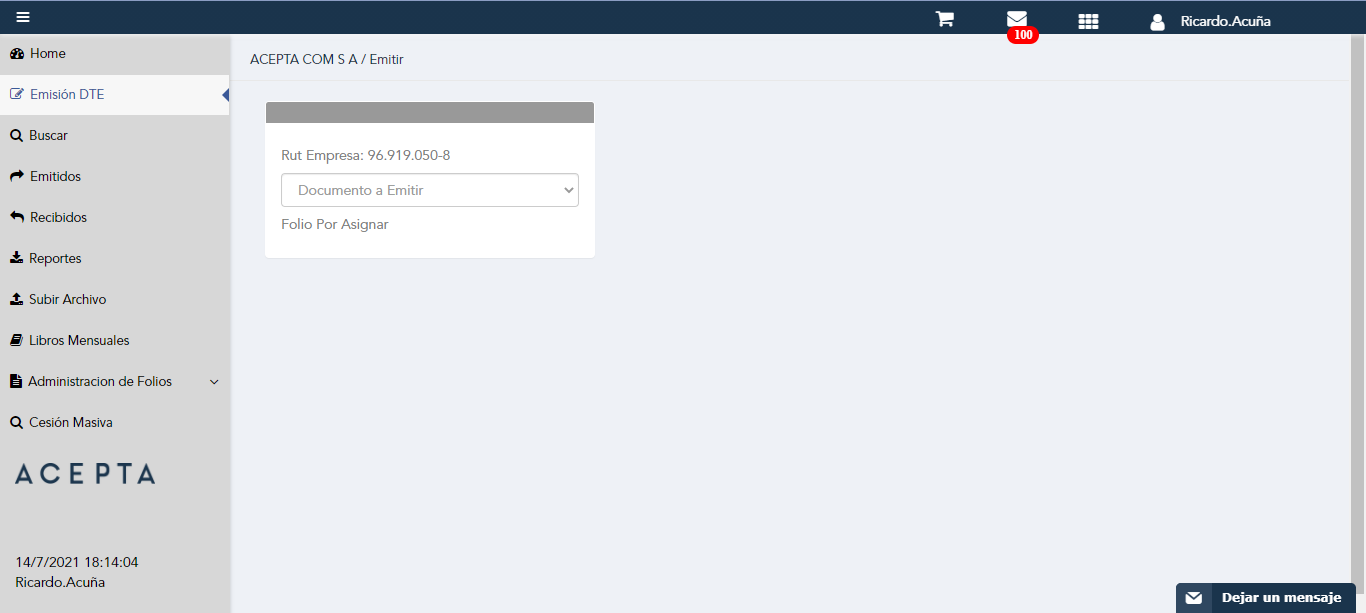 Ricardo.Acuña
100
Home
Emisión DTE
Buscar
Emitidos
Recibidos
Reportes
Subir Archivo
Libros Mensuales
Administracion de Folios
Cesión Masiva
ACEPTA
14/7/2021 18:14:04
Ricardo.Acuña
ACEPTA COM S A / Emitir
Rut Empresa: 96.919.050-8
Documento a Emitir
Folio Por Asignar
Dejar un mensaje